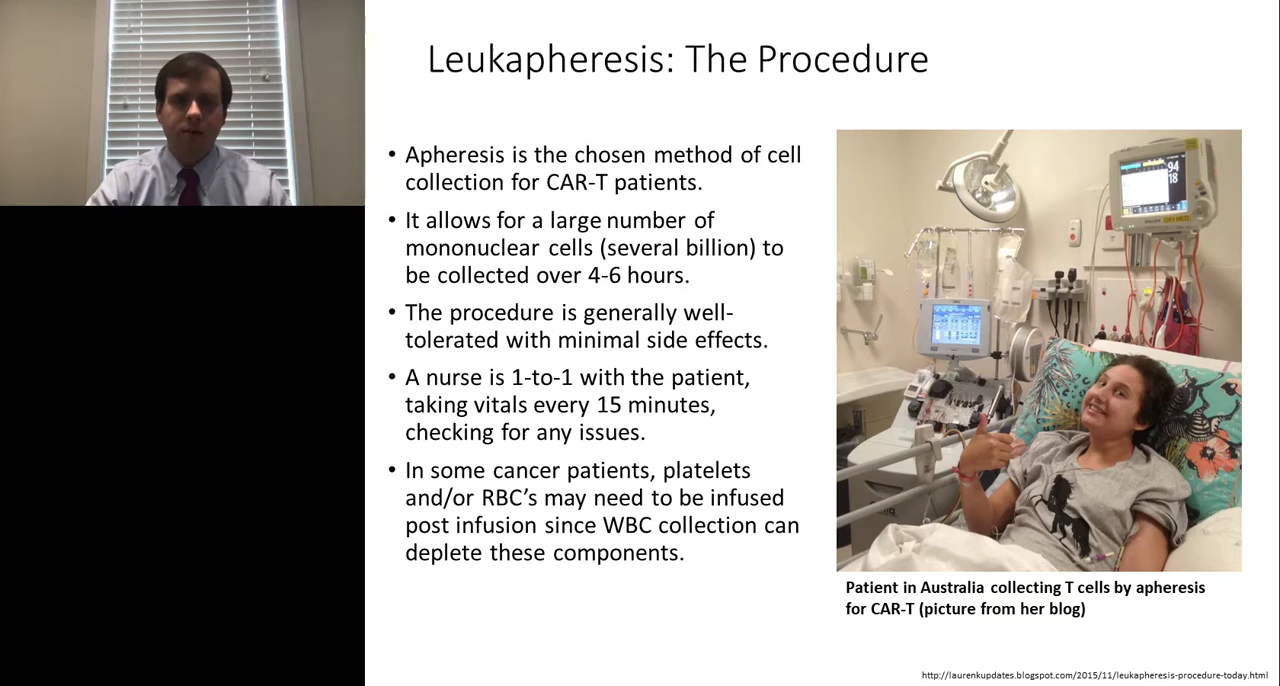 Leukapheresis: The Procedure
• Apheresis is the chosen method of cell
collection for CAR-T patients.
• It allows for a large number of
mononuclear cells (several billion) to
be collected over 4-6 hours.
• The procedure is generally well-
tolerated with minimal side effects.
• A nurse is 1-to-1 with the patient,
taking vitals every 15 minutes,
checking for any issues.
• In some cancer patients, platelets
and/or RBC’s may need to be infused
post infusion since WBC collection can
deplete these components.
94
18
Patient in Australia collecting T cells by apheresis
for CAR-T (picture from her blog)
http://laurenkupdates.blogspot.com/2015/11/leukapheresis-procedure-today.html